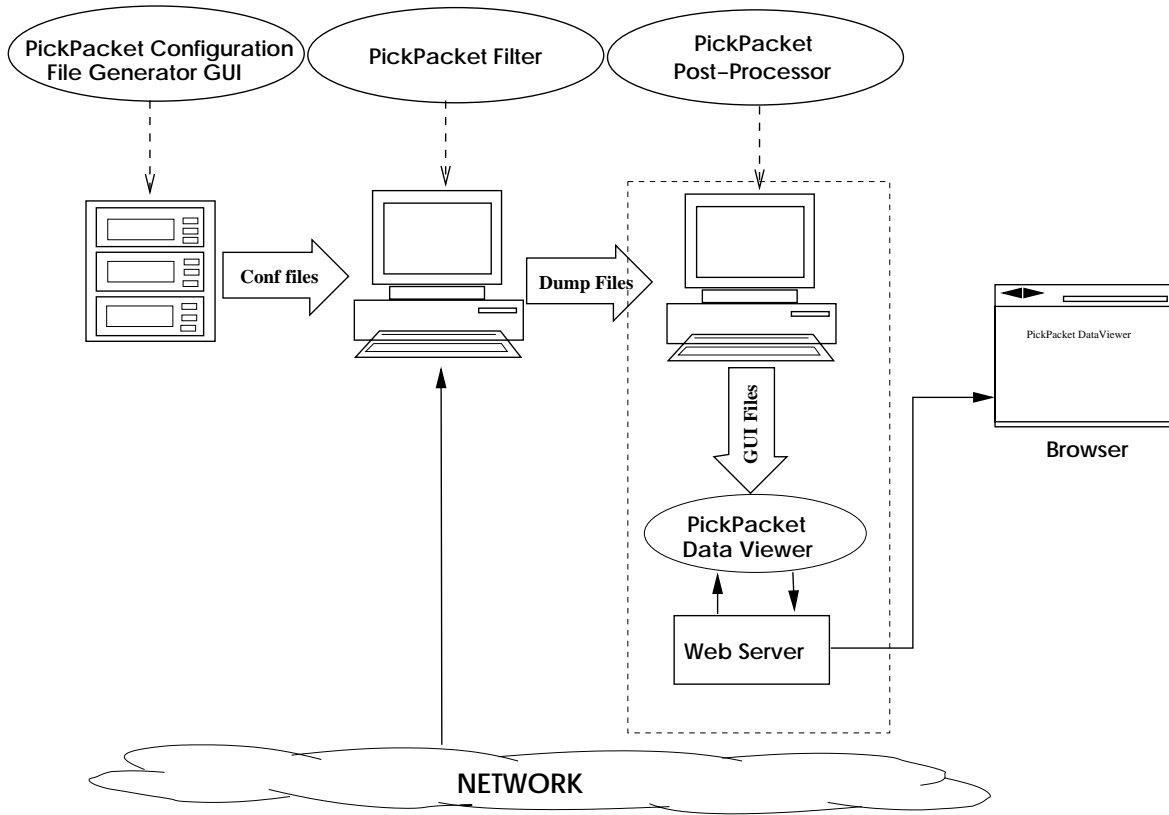 PickPacket Configuration
File Generator GUI
PickPacket Filter
PickPacket
Post–Processor
Conf files
Dump Files
PickPacket DataViewer
GUI Files
Browser
PickPacket
Data Viewer
Web Server
NETWORK